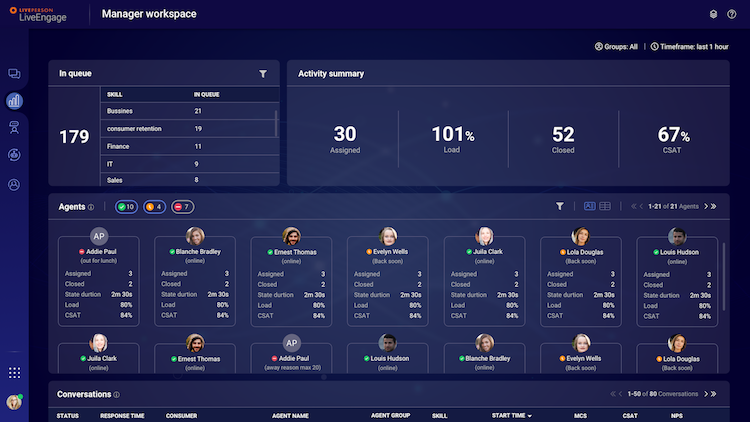 LIVEPERSON
LiveEngage
Manager workspace
Groups: All | Timeframe: last 1 hour
In queue
179
SKILL IN QUEUE
Bussines 21
consumer retention 19
Finance 11
IT 9
Sales 8
Activity summary
30 101% 52 67%
Assigned Load Closed CSAT
Agents 10 4 7 1-21 of 21 Agents
AP
Addie Paul Blanche Bradley Ernest Thomas Evelyn Wells Juila Clark Lola Douglas Louis Hudson
(out for lunch) (online) (online) (Back soon) (online) (Back soon) (online)
Assigned 3 Assigned 3 Assigned 3 Assigned 3 Assigned 3 Assigned 3 Assigned 3
Closed 2 Closed 2 Closed 2 Closed 2 Closed 2 Closed 2 Closed 2
State durtion 2m 30s State durtion 2m 30s State durtion 2m 30s State durtion 2m 30s State durtion 2m 30s State durtion 2m 30s State durtion 2m 30s
Load 80% Load 80% Load 80% Load 80% Load 80% Load 80% Load 80%
CSAT 84% CSAT 84% CSAT 84% CSAT 84% CSAT 84% CSAT 84% CSAT 84%
AP
Juila Clark Ernest Thomas Addie Paul Louis Hudson Blanche Bradley Evelyn Wells Lola Douglas
(online) (online) (away reason max 20) (online) (online) (Back soon) (Back soon)
Conversations 1-50 of 80 Conversations
STATUS RESPONSE TIME CONSUMER AGENT NAME AGENT GROUP SKILL START TIME MCS CSAT NPS